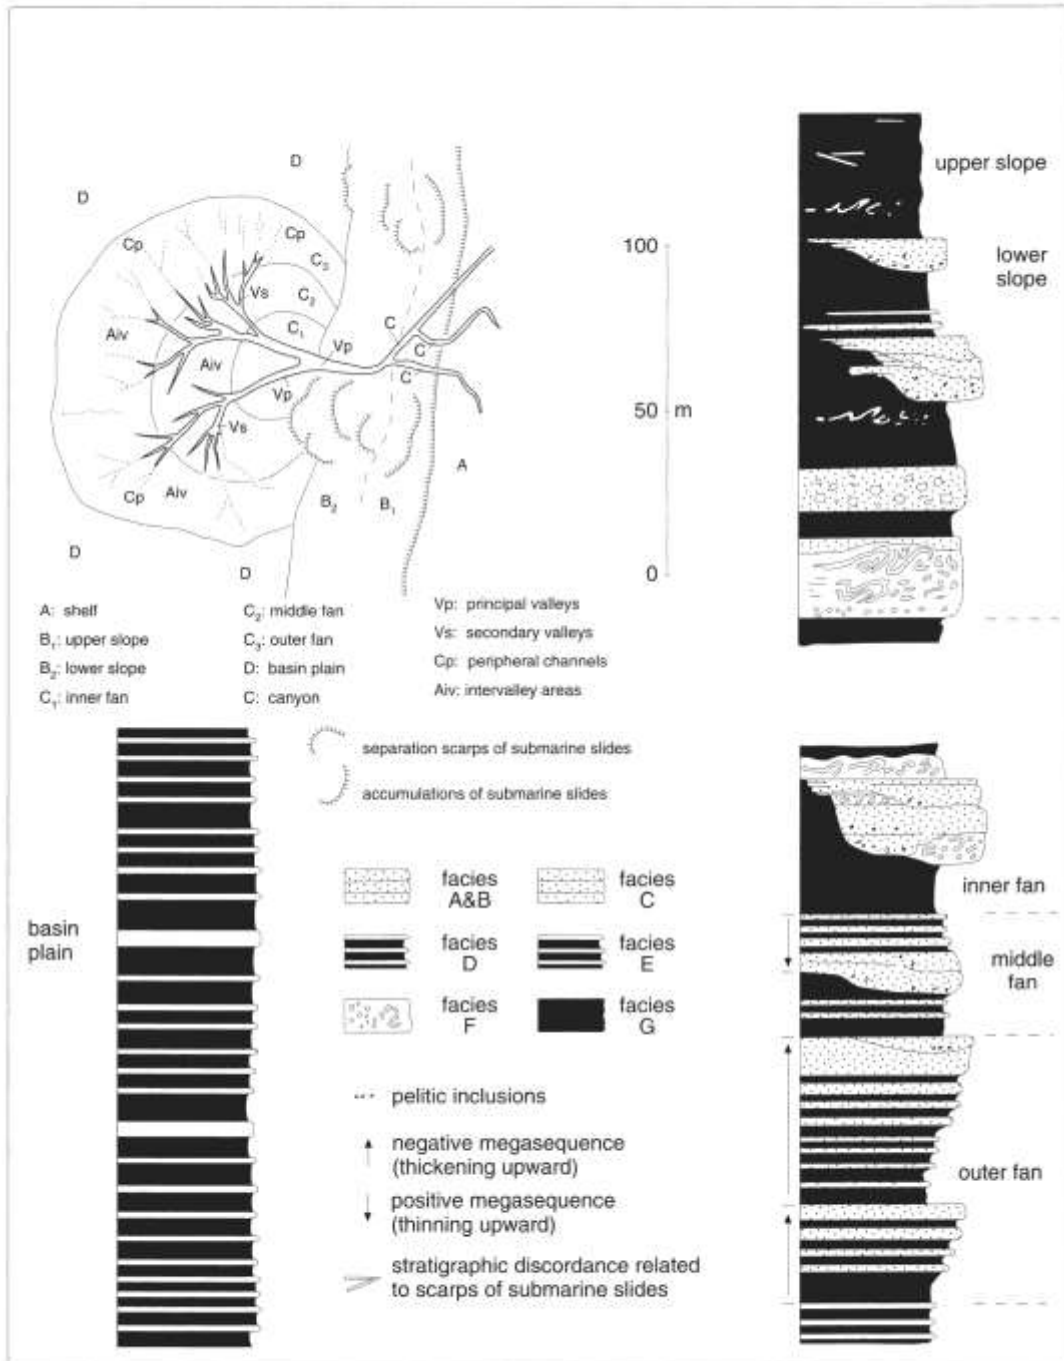 D
D
Cp
Cp
C3
Vs
C2
Aiv
C1
Vp
C
C
C
Aiv
Vp
Vs
A
Cp
Aiv
B2
B1
D
D
100
50 m
0
upper slope
lower
slope
A: shelf
B1: upper slope
B2: lower slope
C1: inner fan
C2: middle fan
C3: outer fan
D: basin plain
C: canyon
Vp: principal valleys
Vs: secondary valleys
Cp: peripheral channels
Aiv: intervalley areas
separation scarps of submarine slides
accumulations of submarine slides
basin
plain
facies
A&B
facies
C
facies
D
facies
E
facies
F
facies
G
pelitic inclusions
negative megasequence
(thickening upward)
positive megasequence
(thinning upward)
stratigraphic discordance related
to scarps of submarine slides
inner fan
middle
fan
outer fan